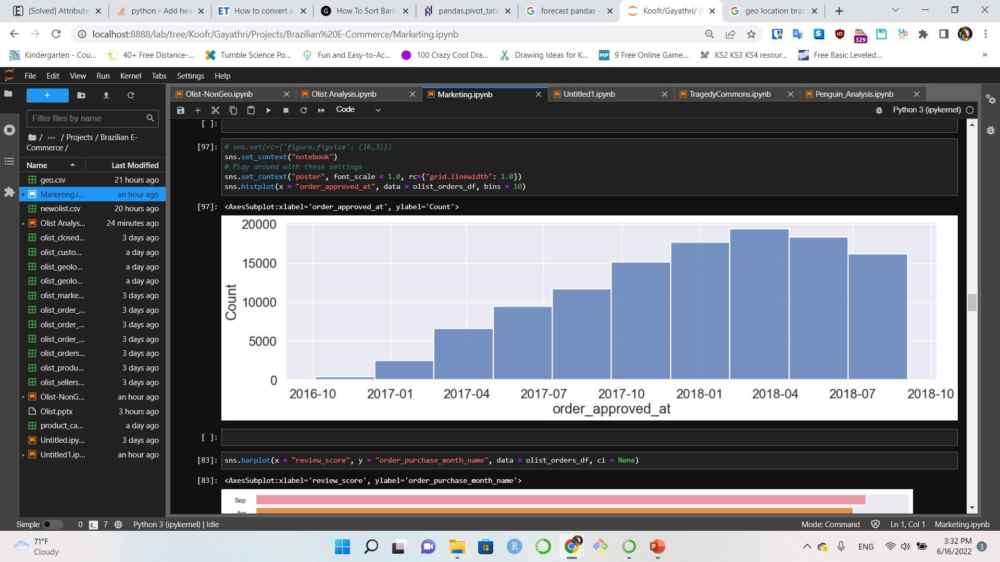 [Solved] Attribute
python - Add hea
ET How to convert a
How To Sort Bars
pandas.pivot_tabl
forecast pandas -
Koofr/Gayathri/ (
geo location braz
localhost:8888/lab/tree/Koofr/Gayathri/Projects/Brazilian%20E-Commerce/Marketing.ipynb
329
Kindergarten - Cou...
40+ Free Distance-...
Tumble Science Po...
Fun and Easy-to-Ac...
100 Crazy Cool Dra...
Drawing Ideas for K...
MP 9 Free Online Game...
KS2 KS3 KS4 resour...
Free Basic Leveled...
File Edit View Run Kernel Tabs Settings Help
Olist-NonGeo.ipynb
Olist Analysis.ipynb
Marketing.ipynb
Untitled1.ipynb
TragedyCommons.ipynb
Penguin_Analysis.ipynb
Code
Python 3 (ipykernel)
Filter files by name
/ ··· / Projects / Brazilian E-
Commerce /
Name Last Modified
geo.csv 21 hours ago
Marketing.i... an hour ago
newolist.csv 20 hours ago
Olist Analys... 24 minutes ago
olist_closed... 3 days ago
olist_custo... a day ago
olist_geolo... a day ago
olist_geolo... a day ago
olist_marke... 3 days ago
olist_order_... 3 days ago
olist_order_... 3 days ago
olist_order_... 3 days ago
olist_orders... 3 days ago
olist_produ... 3 days ago
olist_sellers... 3 days ago
Olist-NonG... an hour ago
Olist.pptx 3 hours ago
product_ca... a day ago
Untitled.ipy... 3 days ago
Untitled1.ip... an hour ago
[ ]:
[97]: # sns.set(rc={'figure.figsize': (16,3)})
sns.set_context("notebook")
# Play around with these settings
sns.set_context("poster", font_scale = 1.0, rc={"grid.linewidth": 1.0})
sns.histplot(x = "order_approved_at", data = olist_orders_df, bins = 10)
[97]: <AxesSubplot:xlabel='order_approved_at', ylabel='Count'>
20000
15000
10000
5000
0
Count
2016-10 2017-01 2017-04 2017-07 2017-10 2018-01 2018-04 2018-07 2018-10
order_approved_at
[ ]:
[83]: sns.barplot(x = "review_score", y = "order_purchase_month_name", data = olist_orders_df, ci = None)
[83]: <AxesSubplot:xlabel='review_score', ylabel='order_purchase_month_name'>
Sep
Apr
Simple 0 7 Python 3 (ipykernel) | Idle
Mode: Command Ln 1, Col 1 Marketing.ipynb
71°F
Cloudy
ENG
3:32 PM
6/16/2022
3